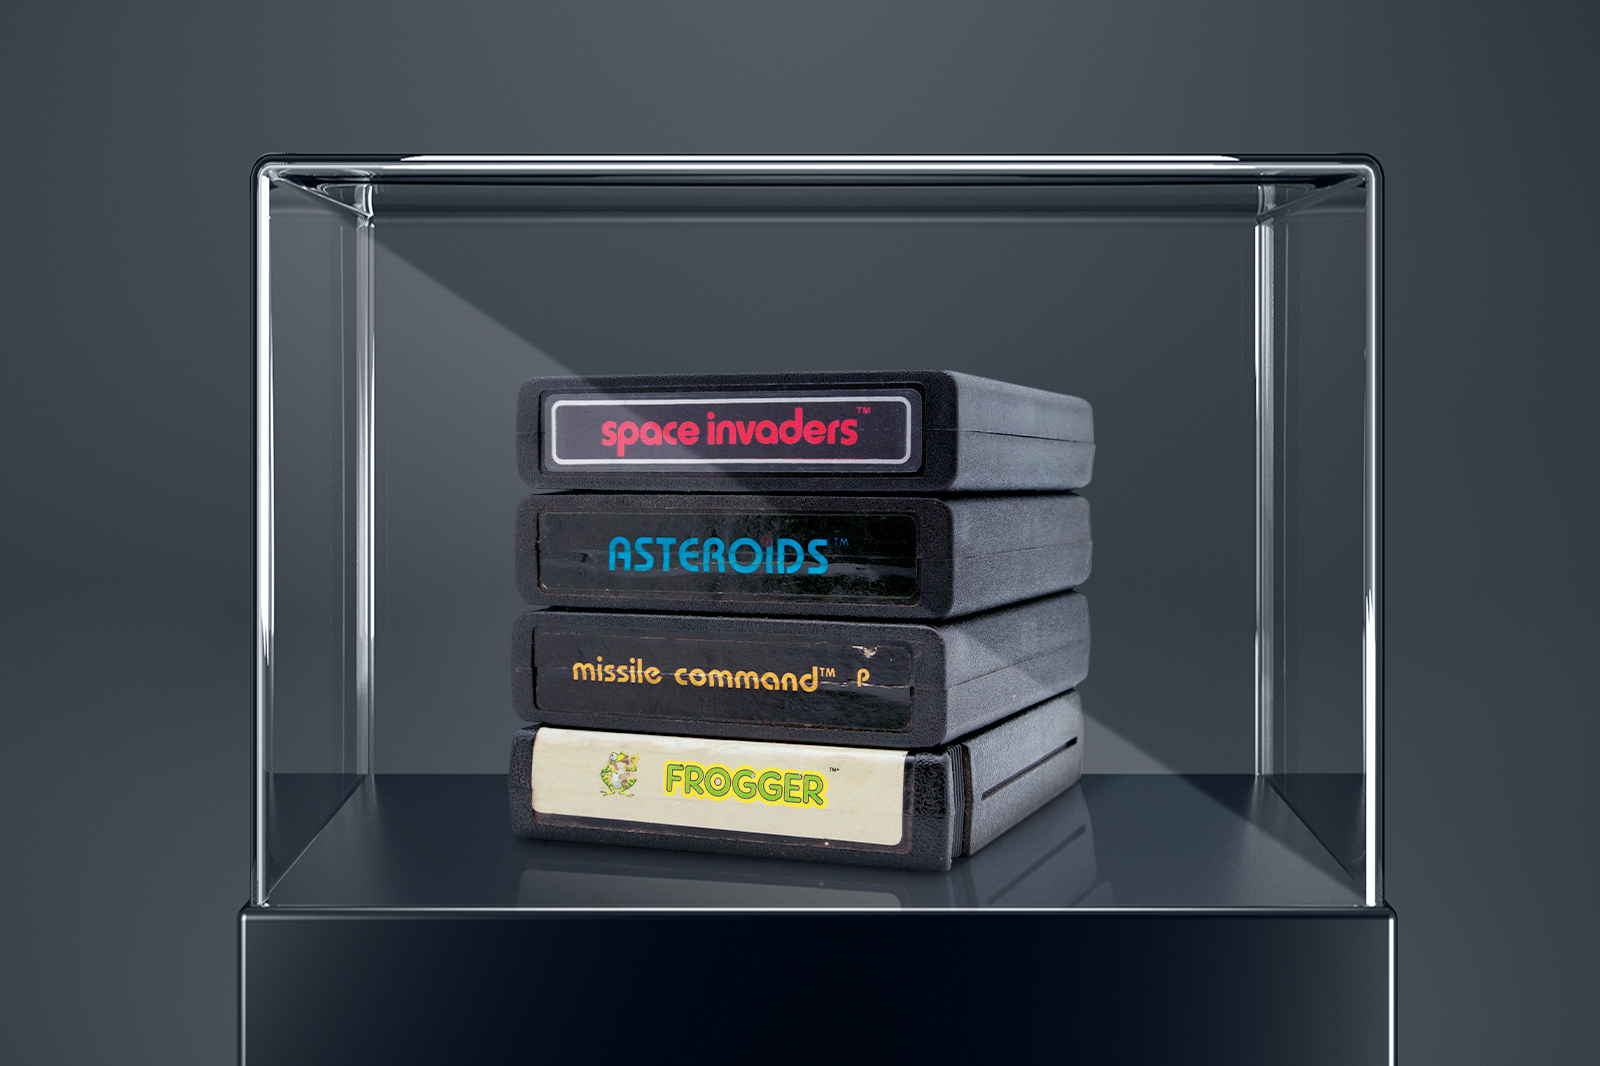 space invaders™
ASTEROIDS™
missile command™ P
FROGGER™